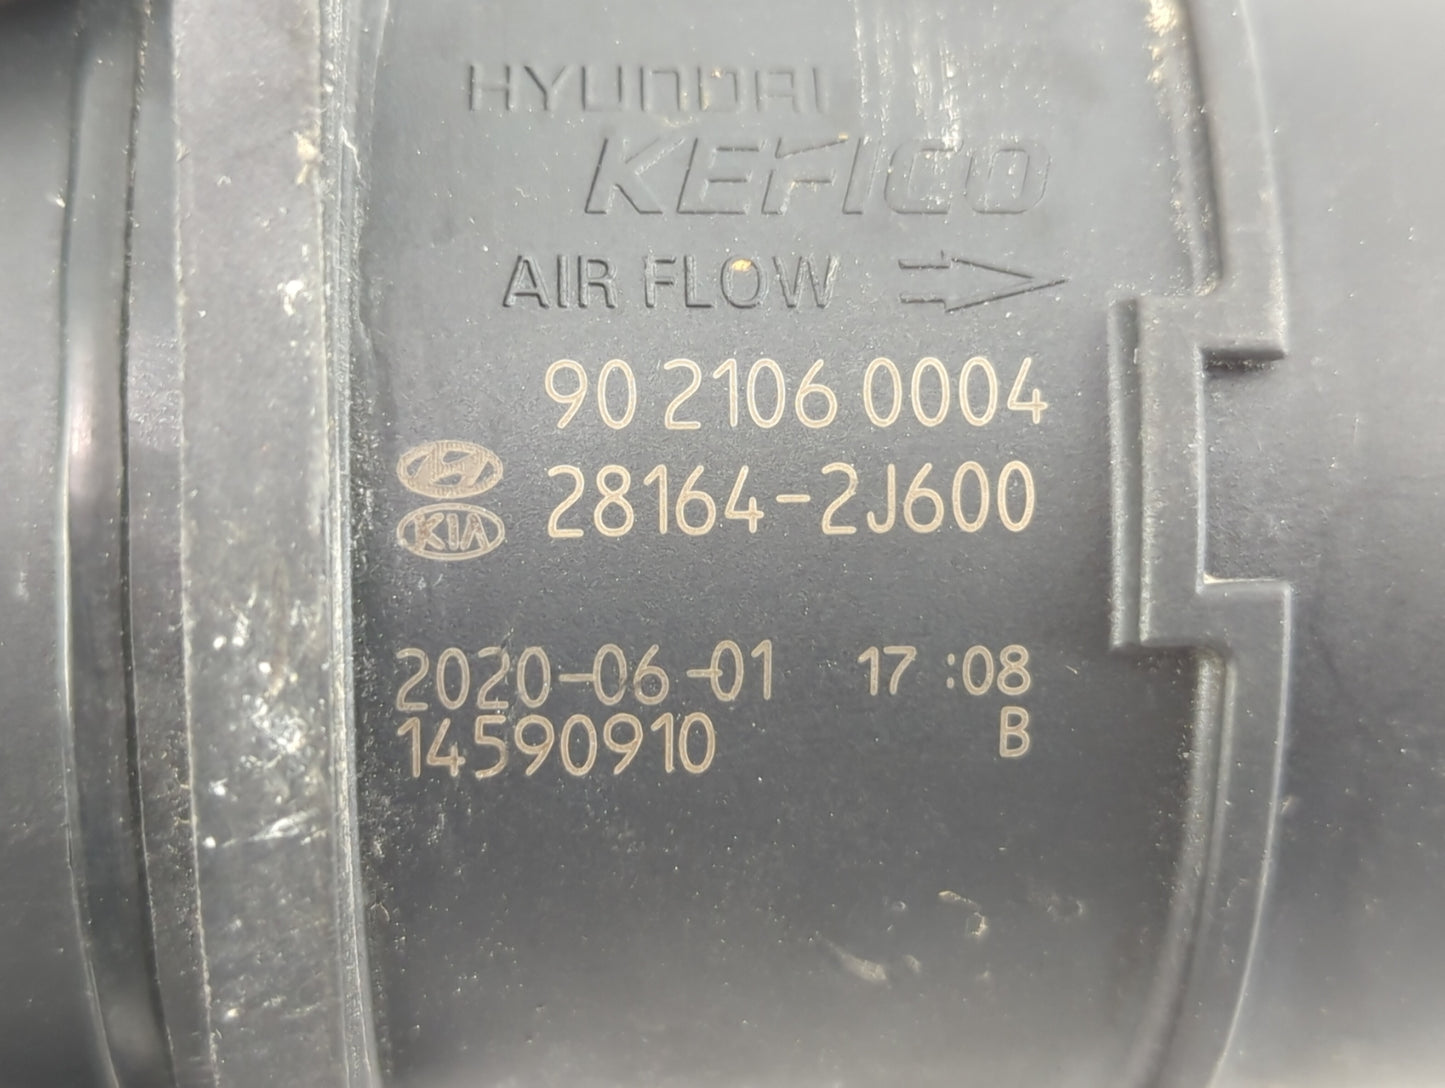 HYUNDAI
KEFICO
AIR FLOW
90 2106 0004
28164-2J600
KIA
2020-06-01 17:08
14590910 B